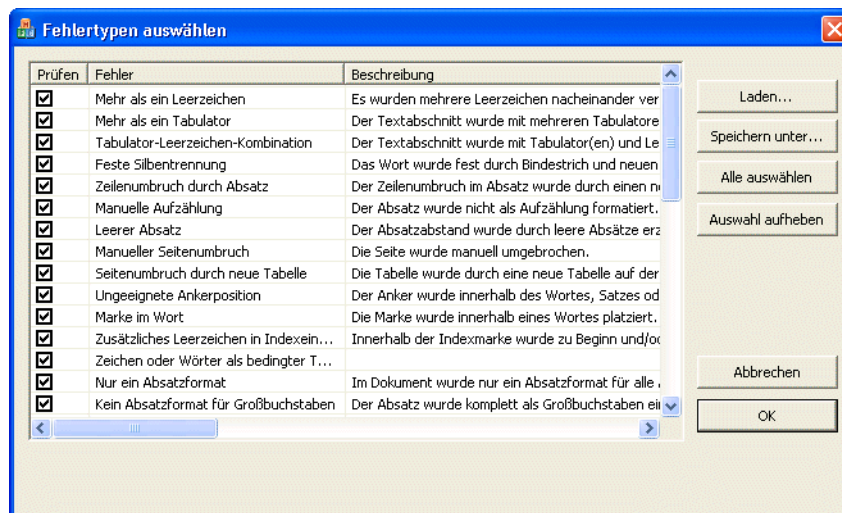 Fehlertypen auswählen
Prüfen Fehler Beschreibung
Mehr als ein Leerzeichen Es wurden mehrere Leerzeichen nacheinander ver
Mehr als ein Tabulator Der Textabschnitt wurde mit mehreren Tabulatore
Tabulator-Leerzeichen-Kombination Der Textabschnitt wurde mit Tabulator(en) und Le
Feste Silbentrennung Das Wort wurde fest durch Bindestrich und neuen
Zeilenumbruch durch Absatz Der Zeilenumbruch im Absatz wurde durch einen n
Manuelle Aufzählung Der Absatz wurde nicht als Aufzählung formatiert.
Leerer Absatz Der Absatzabstand wurde durch leere Absätze erz
Manueller Seitenumbruch Die Seite wurde manuell umgebrochen.
Seitenumbruch durch neue Tabelle Die Tabelle wurde durch eine neue Tabelle auf der
Ungeeignete Ankerposition Der Anker wurde innerhalb des Wortes, Satzes od
Marke im Wort Die Marke wurde innerhalb eines Wortes platziert.
Zusätzliches Leerzeichen in Indexein... Innerhalb der Indexmarke wurde zu Beginn und/oc
Zeichen oder Wörter als bedingter T...
Nur ein Absatzformat Im Dokument wurde nur ein Absatzformat für alle
Kein Absatzformat für Großbuchstaben Der Absatz wurde komplett als Großbuchstaben ei
Laden...
Speichern unter...
Alle auswählen
Auswahl aufheben
Abbrechen
OK